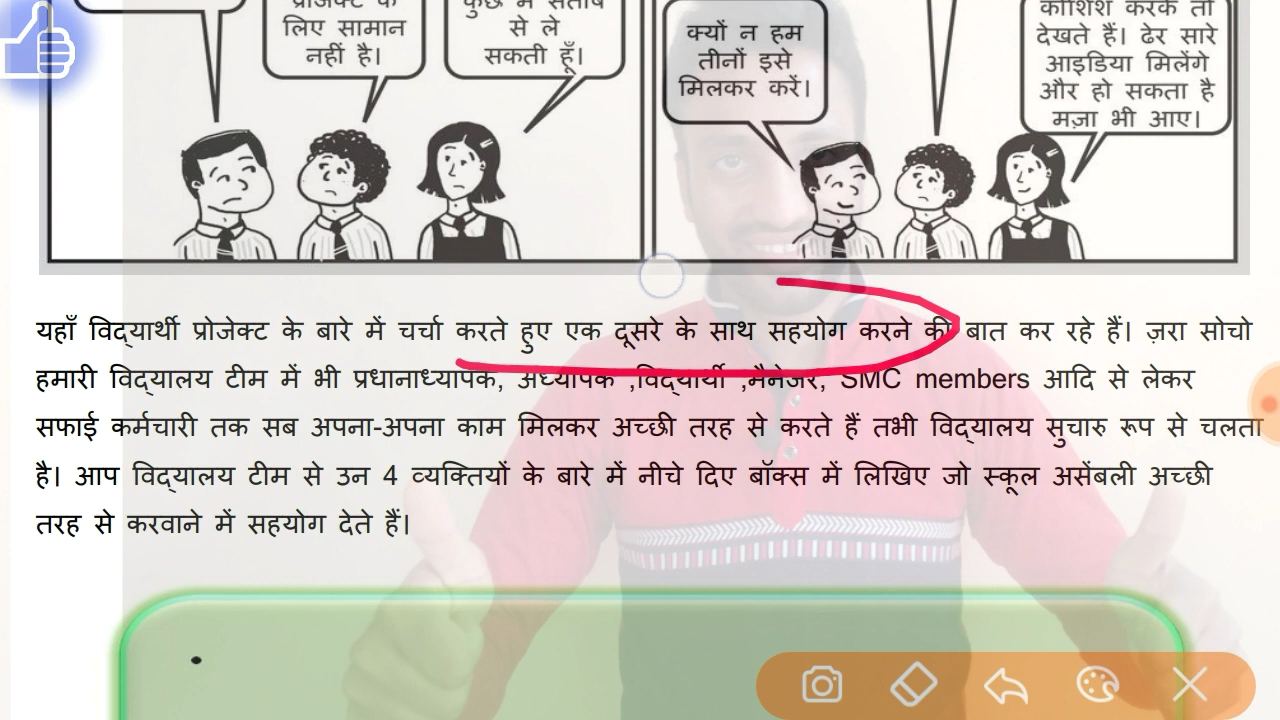 प्रोजेक्ट के
लिए सामान
नहीं है।
कुछ में सताब
से ले
सकती हूँ।
क्यों न हम
तीनों इसे
मिलकर करें।
कोशिश करके तो
देखते हैं। ढेर सारे
आइडिया मिलेंगे
और हो सकता है
मज़ा भी आए।
यहाँ विद्यार्थी प्रोजेक्ट के बारे में चर्चा करते हुए एक दूसरे के साथ सहयोग करने की बात कर रहे हैं। ज़रा सोचो
हमारी विद्यालय टीम में भी प्रधानाध्यापक, अध्यापक ,विद्यार्थी ,मैनेजर, SMC members आदि से लेकर
सफाई कर्मचारी तक सब अपना-अपना काम मिलकर अच्छी तरह से करते हैं तभी विद्यालय सुचारु रूप से चलता
है। आप विद्यालय टीम से उन 4 व्यक्तियों के बारे में नीचे दिए बॉक्स में लिखिए जो स्कूल असेंबली अच्छी
तरह से करवाने में सहयोग देते हैं।